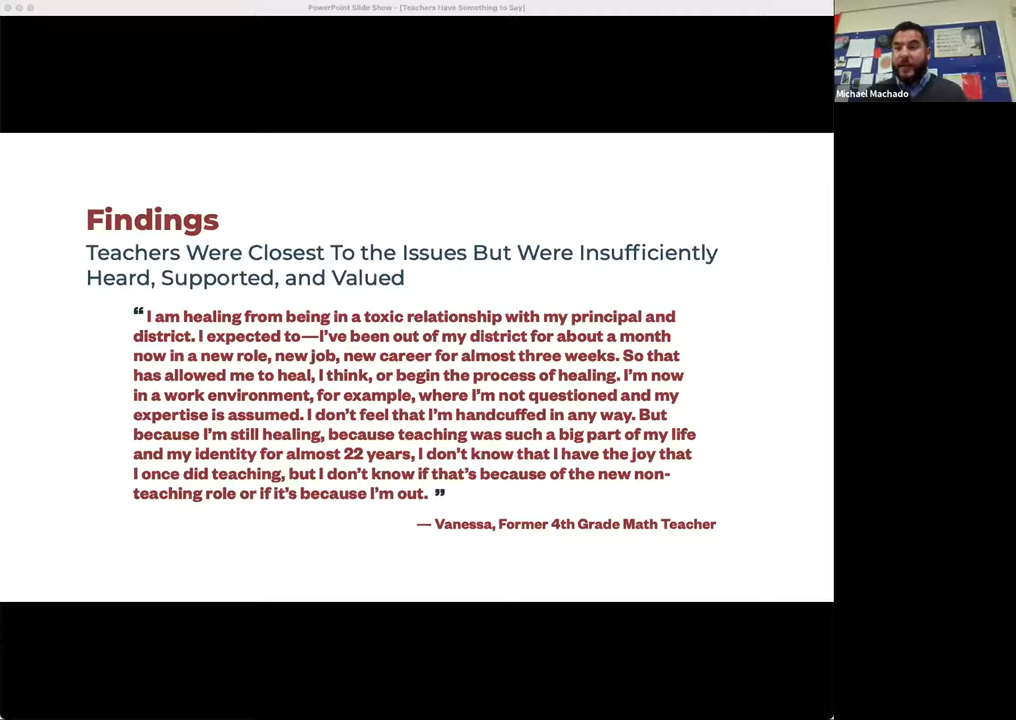 PowerPoint Slide Show - [Teachers Have Something to Say]
Michael Machado
Findings
Teachers Were Closest To the Issues But Were Insufficiently
Heard, Supported, and Valued
“I am healing from being in a toxic relationship with my principal and
district. I expected to—I’ve been out of my district for about a month
now in a new role, new job, new career for almost three weeks. So that
has allowed me to heal, I think, or begin the process of healing. I’m now
in a work environment, for example, where I’m not questioned and my
expertise is assumed. I don’t feel that I’m handcuffed in any way. But
because I’m still healing, because teaching was such a big part of my life
and my identity for almost 22 years, I don’t know that I have the joy that
I once did teaching, but I don’t know if that’s because of the new non-
teaching role or if it’s because I’m out. ”
— Vanessa, Former 4th Grade Math Teacher